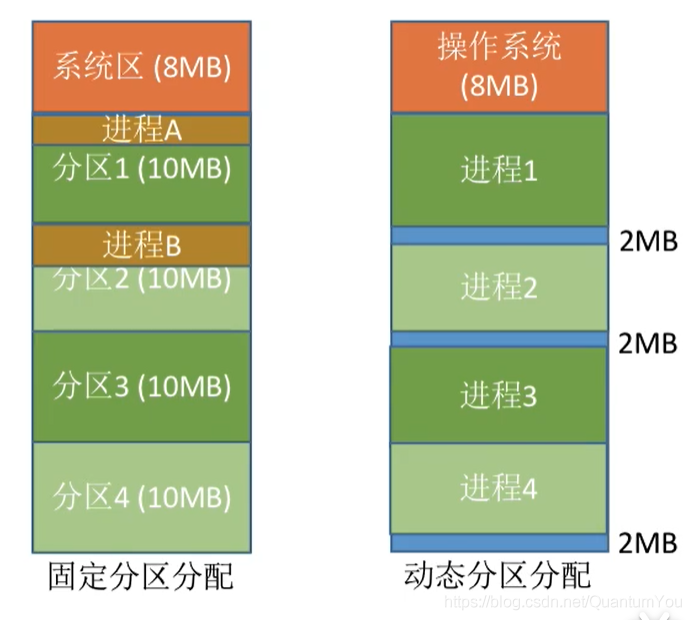 系统区 (8MB)
进程A
分区1 (10MB)
进程B
分区2 (10MB)
分区3 (10MB)
分区4 (10MB)
固定分区分配
操作系统
(8MB)
进程1
2MB
进程2
2MB
进程3
进程4
2MB
动态分区分配
https://blog.csdn.net/QuantumYou